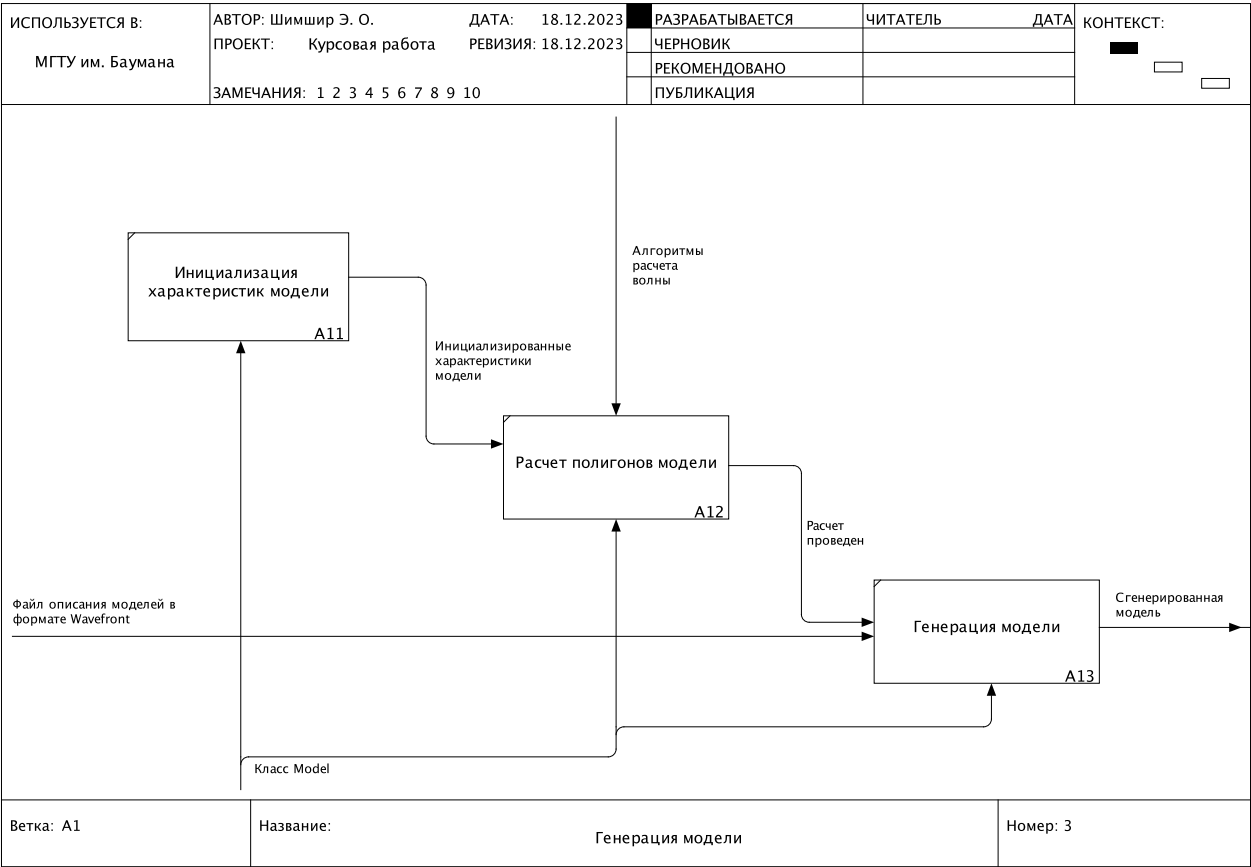 ИСПОЛЬЗУЕТСЯ В:
МГТУ им. Баумана
АВТОР: Шимшир Э. О.
ДАТА: 18.12.2023
ПРОЕКТ: Курсовая работа
РЕВИЗИЯ: 18.12.2023
ЗАМЕЧАНИЯ: 1 2 3 4 5 6 7 8 9 10
РАЗРАБАТЫВАЕТСЯ
ЧЕРНОВИК
РЕКОМЕНДОВАНО
ПУБЛИКАЦИЯ
ЧИТАТЕЛЬ ДАТА
КОНТЕКСТ:
Алгоритмы
расчета
волны
Инициализация
характеристик модели
A11
Инициализированные
характеристики
модели
Расчет полигонов модели
A12
Расчет
проведен
Файл описания моделей в
формате Wavefront
Генерация модели
A13
Сгенерированная
модель
Класс Model
Ветка: A1
Название:
Генерация модели
Номер: 3